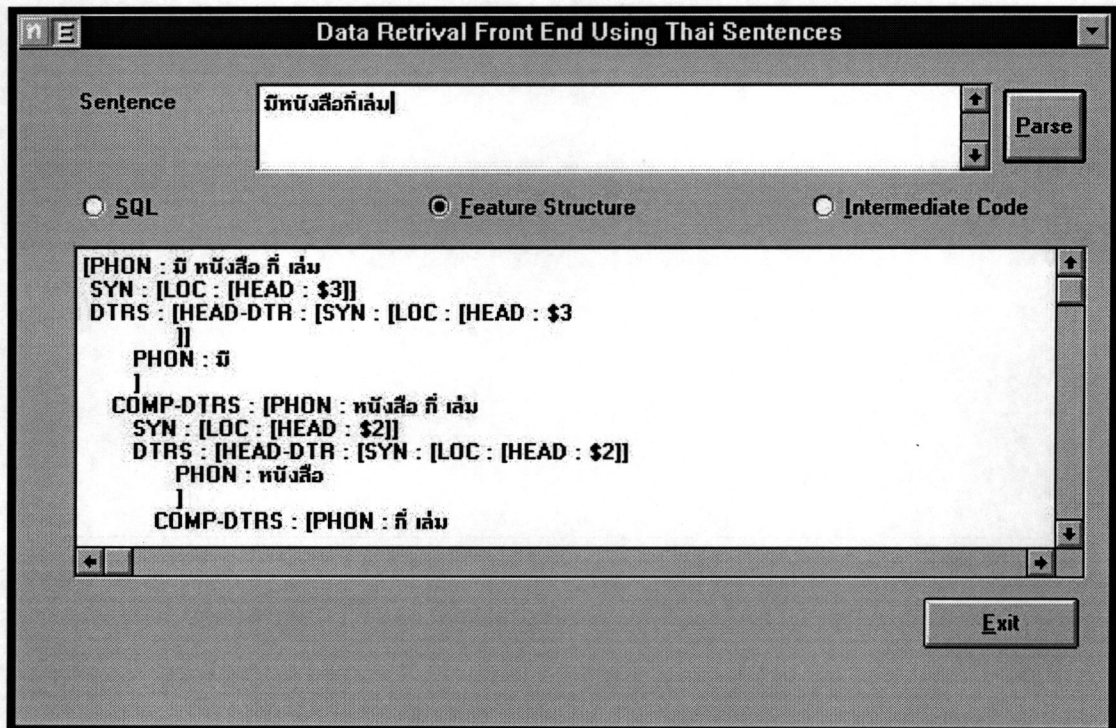 ก E Data Retrival Front End Using Thai Sentences
Sentence มีหนังสือกี่เล่ม Parse
SQL Feature Structure Intermediate Code
[PHON : มี หนังสือ กี่ เล่ม
SYN : [LOC : [HEAD : $3]]
DTRS : [HEAD-DTR : [SYN : [LOC : [HEAD : $3
]]
PHON : มี
]
COMP-DTRS : [PHON : หนังสือ กี่ เล่ม
SYN : [LOC : [HEAD : $2]]
DTRS : [HEAD-DTR : [SYN : [LOC : [HEAD : $2]]
PHON : หนังสือ
]
COMP-DTRS : [PHON : กี่ เล่ม
Exit